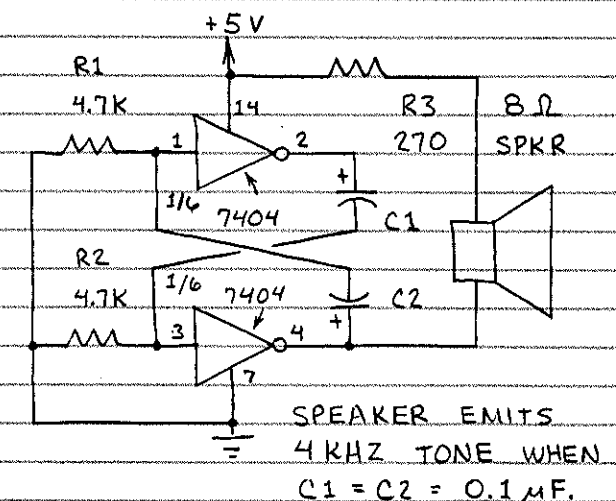 +5V
R1
4.7K
14
R3
270
8Ω
SPKR
1
2
1/6
7404
+
C1
R2
4.7K
1/6
7404
C2
+
3
4
7
SPEAKER EMITS
4 KHZ TONE WHEN
C1 = C2 = 0.1 μF.